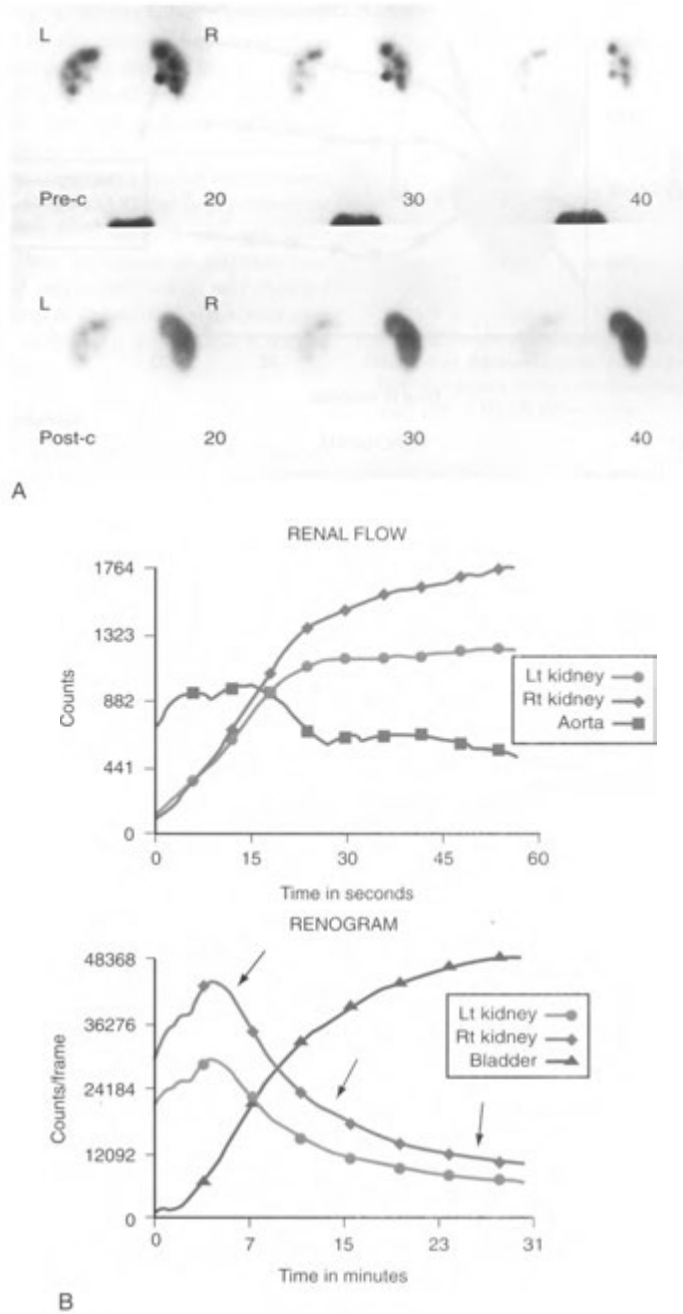 L R
Pre-c 20 30 40
L R
Post-c 20 30 40
A
RENAL FLOW
1764
1323
882
441
0
Counts
Lt kidney
Rt kidney
Aorta
0 15 30 45 60
Time in seconds
RENOGRAM
48368
36276
24184
12092
0
Counts/frame
Lt kidney
Rt kidney
Bladder
0 7 15 23 31
Time in minutes
B